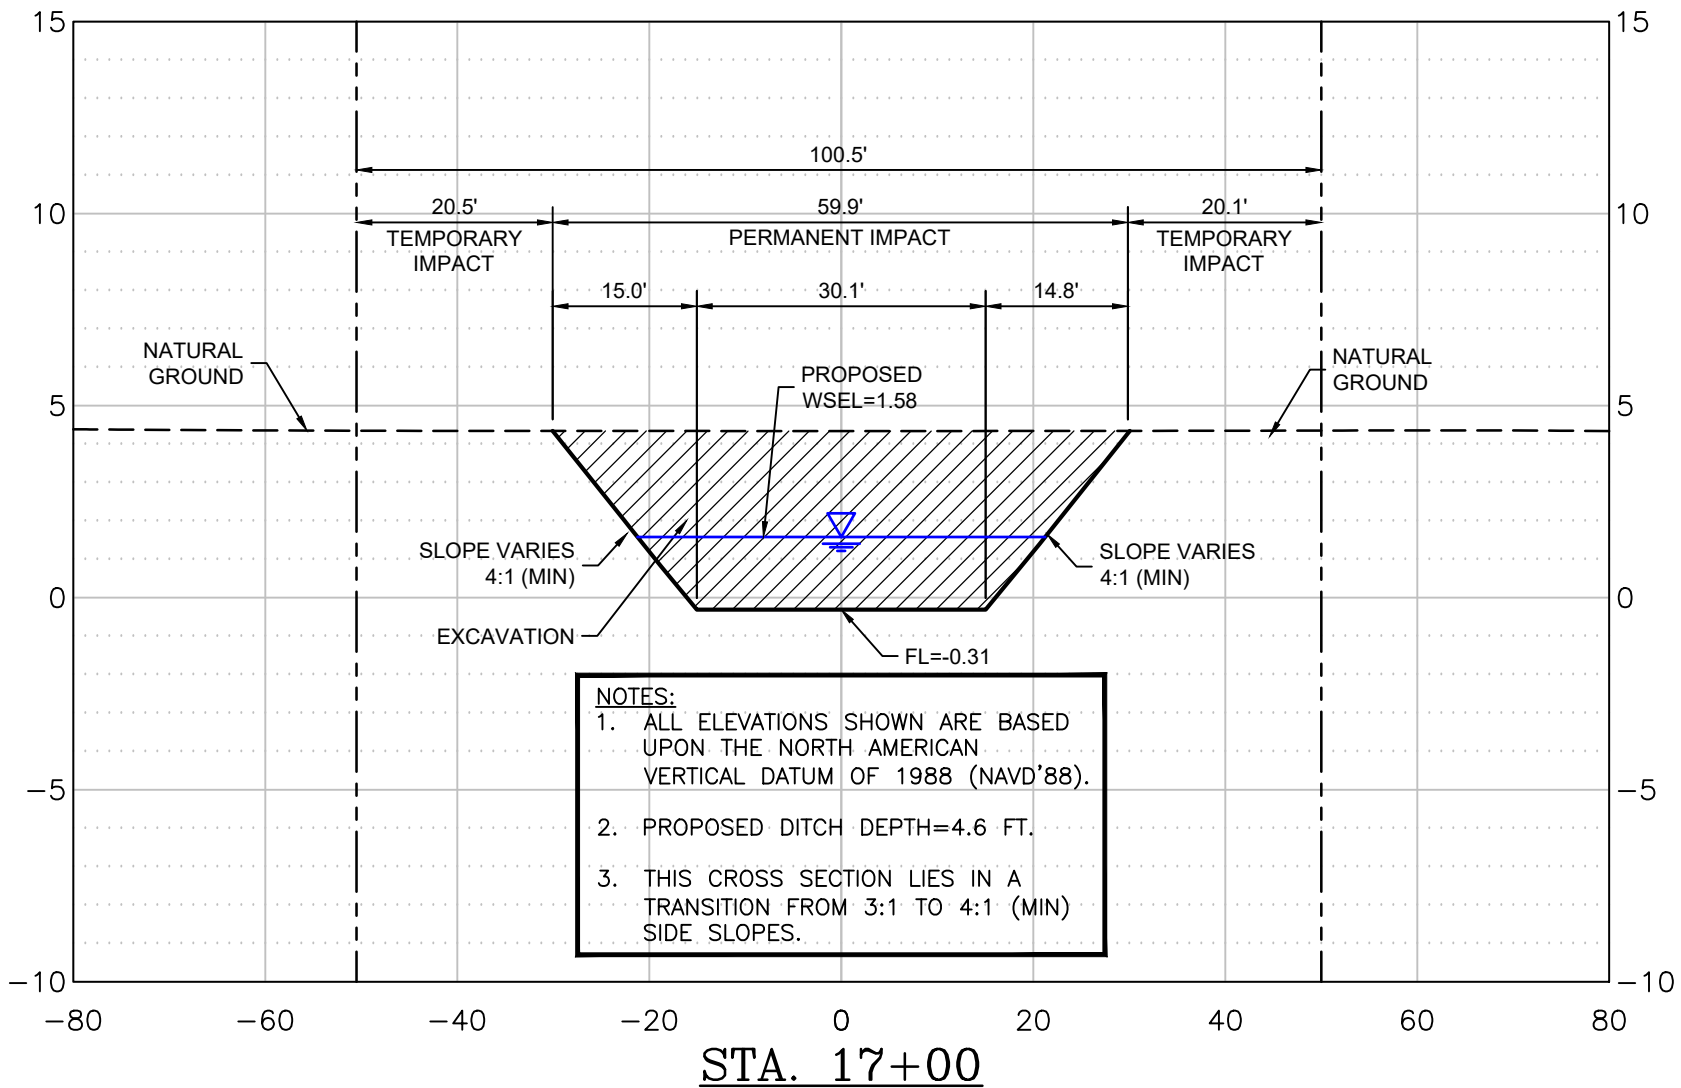 15
15
100.5'
10
20.5'
59.9'
20.1'
10
TEMPORARY
IMPACT
PERMANENT IMPACT
TEMPORARY
IMPACT
15.0'
30.1'
14.8'
NATURAL
GROUND
PROPOSED
WSEL=1.58
NATURAL
GROUND
5
5
SLOPE VARIES
4:1 (MIN)
SLOPE VARIES
4:1 (MIN)
0
0
EXCAVATION
FL=-0.31
NOTES:
1. ALL ELEVATIONS SHOWN ARE BASED
UPON THE NORTH AMERICAN
VERTICAL DATUM OF 1988 (NAVD'88).
2. PROPOSED DITCH DEPTH=4.6 FT.
3. THIS CROSS SECTION LIES IN A
TRANSITION FROM 3:1 TO 4:1 (MIN)
SIDE SLOPES.
-5
-5
-10
-10
-80 -60 -40 -20 0 20 40 60 80
STA. 17+00